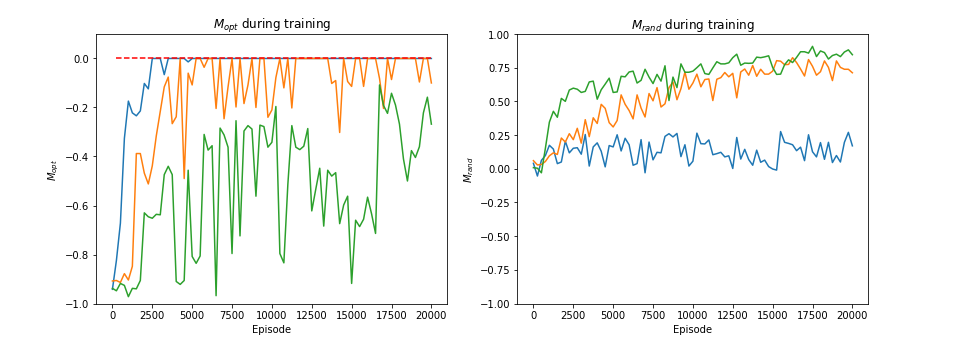 M_opt during training
0.0
−0.2
−0.4
−0.6
−0.8
−1.0
M_opt
0 2500 5000 7500 10000 12500 15000 17500 20000
Episode
M_rand during training
1.00
0.75
0.50
0.25
0.00
−0.25
−0.50
−0.75
−1.00
M_rand
0 2500 5000 7500 10000 12500 15000 17500 20000
Episode